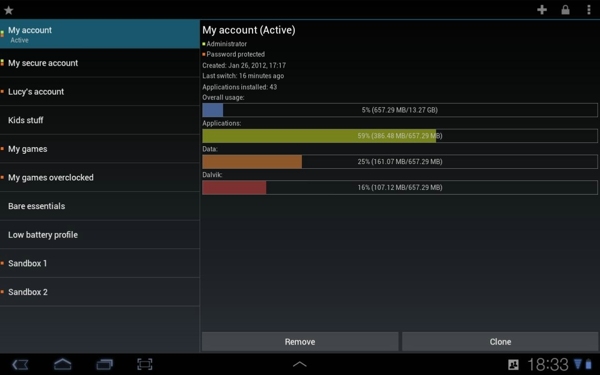 My account
Active
My secure account
Lucy's account
Kids stuff
My games
My games overclocked
Bare essentials
Low battery profile
Sandbox 1
Sandbox 2
My account (Active)
Administrator
Password protected
Created: Jan 26, 2012, 17:17
Last switch: 16 minutes ago
Applications installed: 43
Overall usage:
5% (657.29 MB/13.27 GB)
Applications:
59% (386.48 MB/657.29 MB)
Data:
25% (161.07 MB/657.29 MB)
Dalvik:
16% (107.12 MB/657.29 MB)
Remove
Clone
18:33